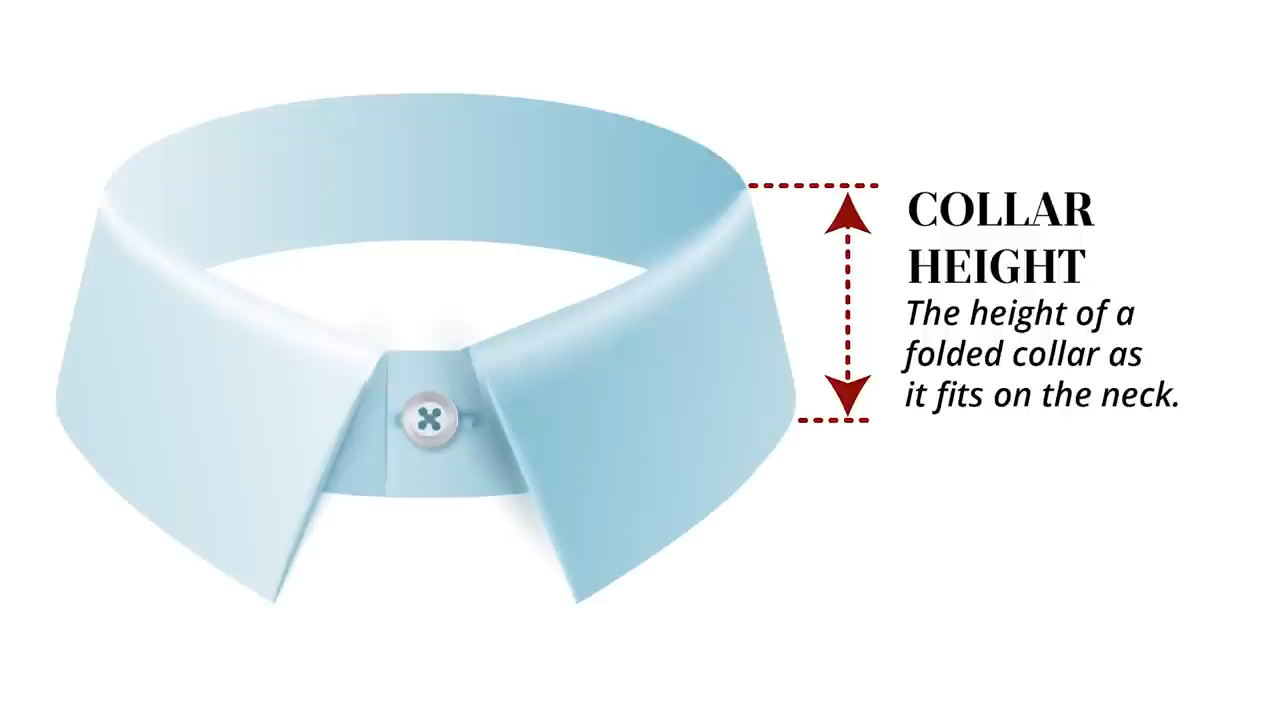 COLLAR
HEIGHT
The height of a
folded collar as
it fits on the neck.